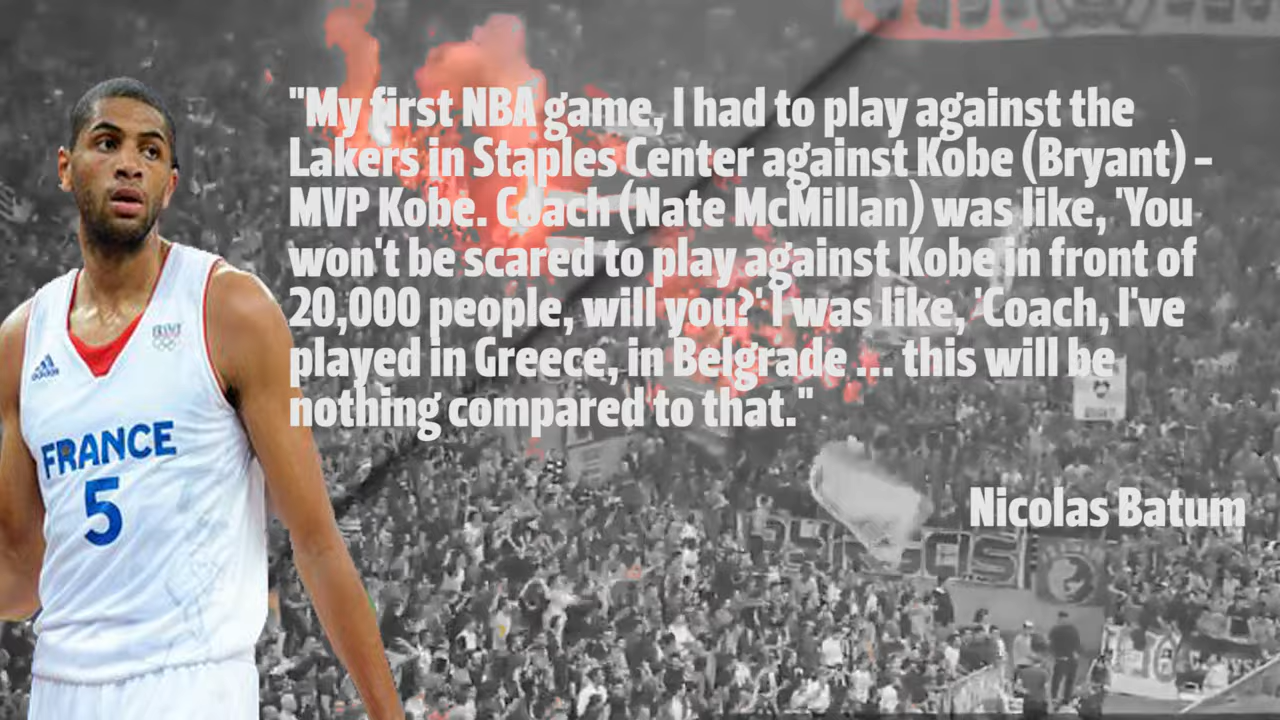 "My first NBA game, I had to play against the
Lakers in Staples Center against Kobe (Bryant) -
MVP Kobe. Coach (Nate McMillan) was like, 'You
won't be scared to play against Kobe in front of
20,000 people, will you?' I was like, 'Coach, I've
played in Greece, in Belgrade ... this will be
nothing compared to that."
Nicolas Batum
adidas
FRANCE
5